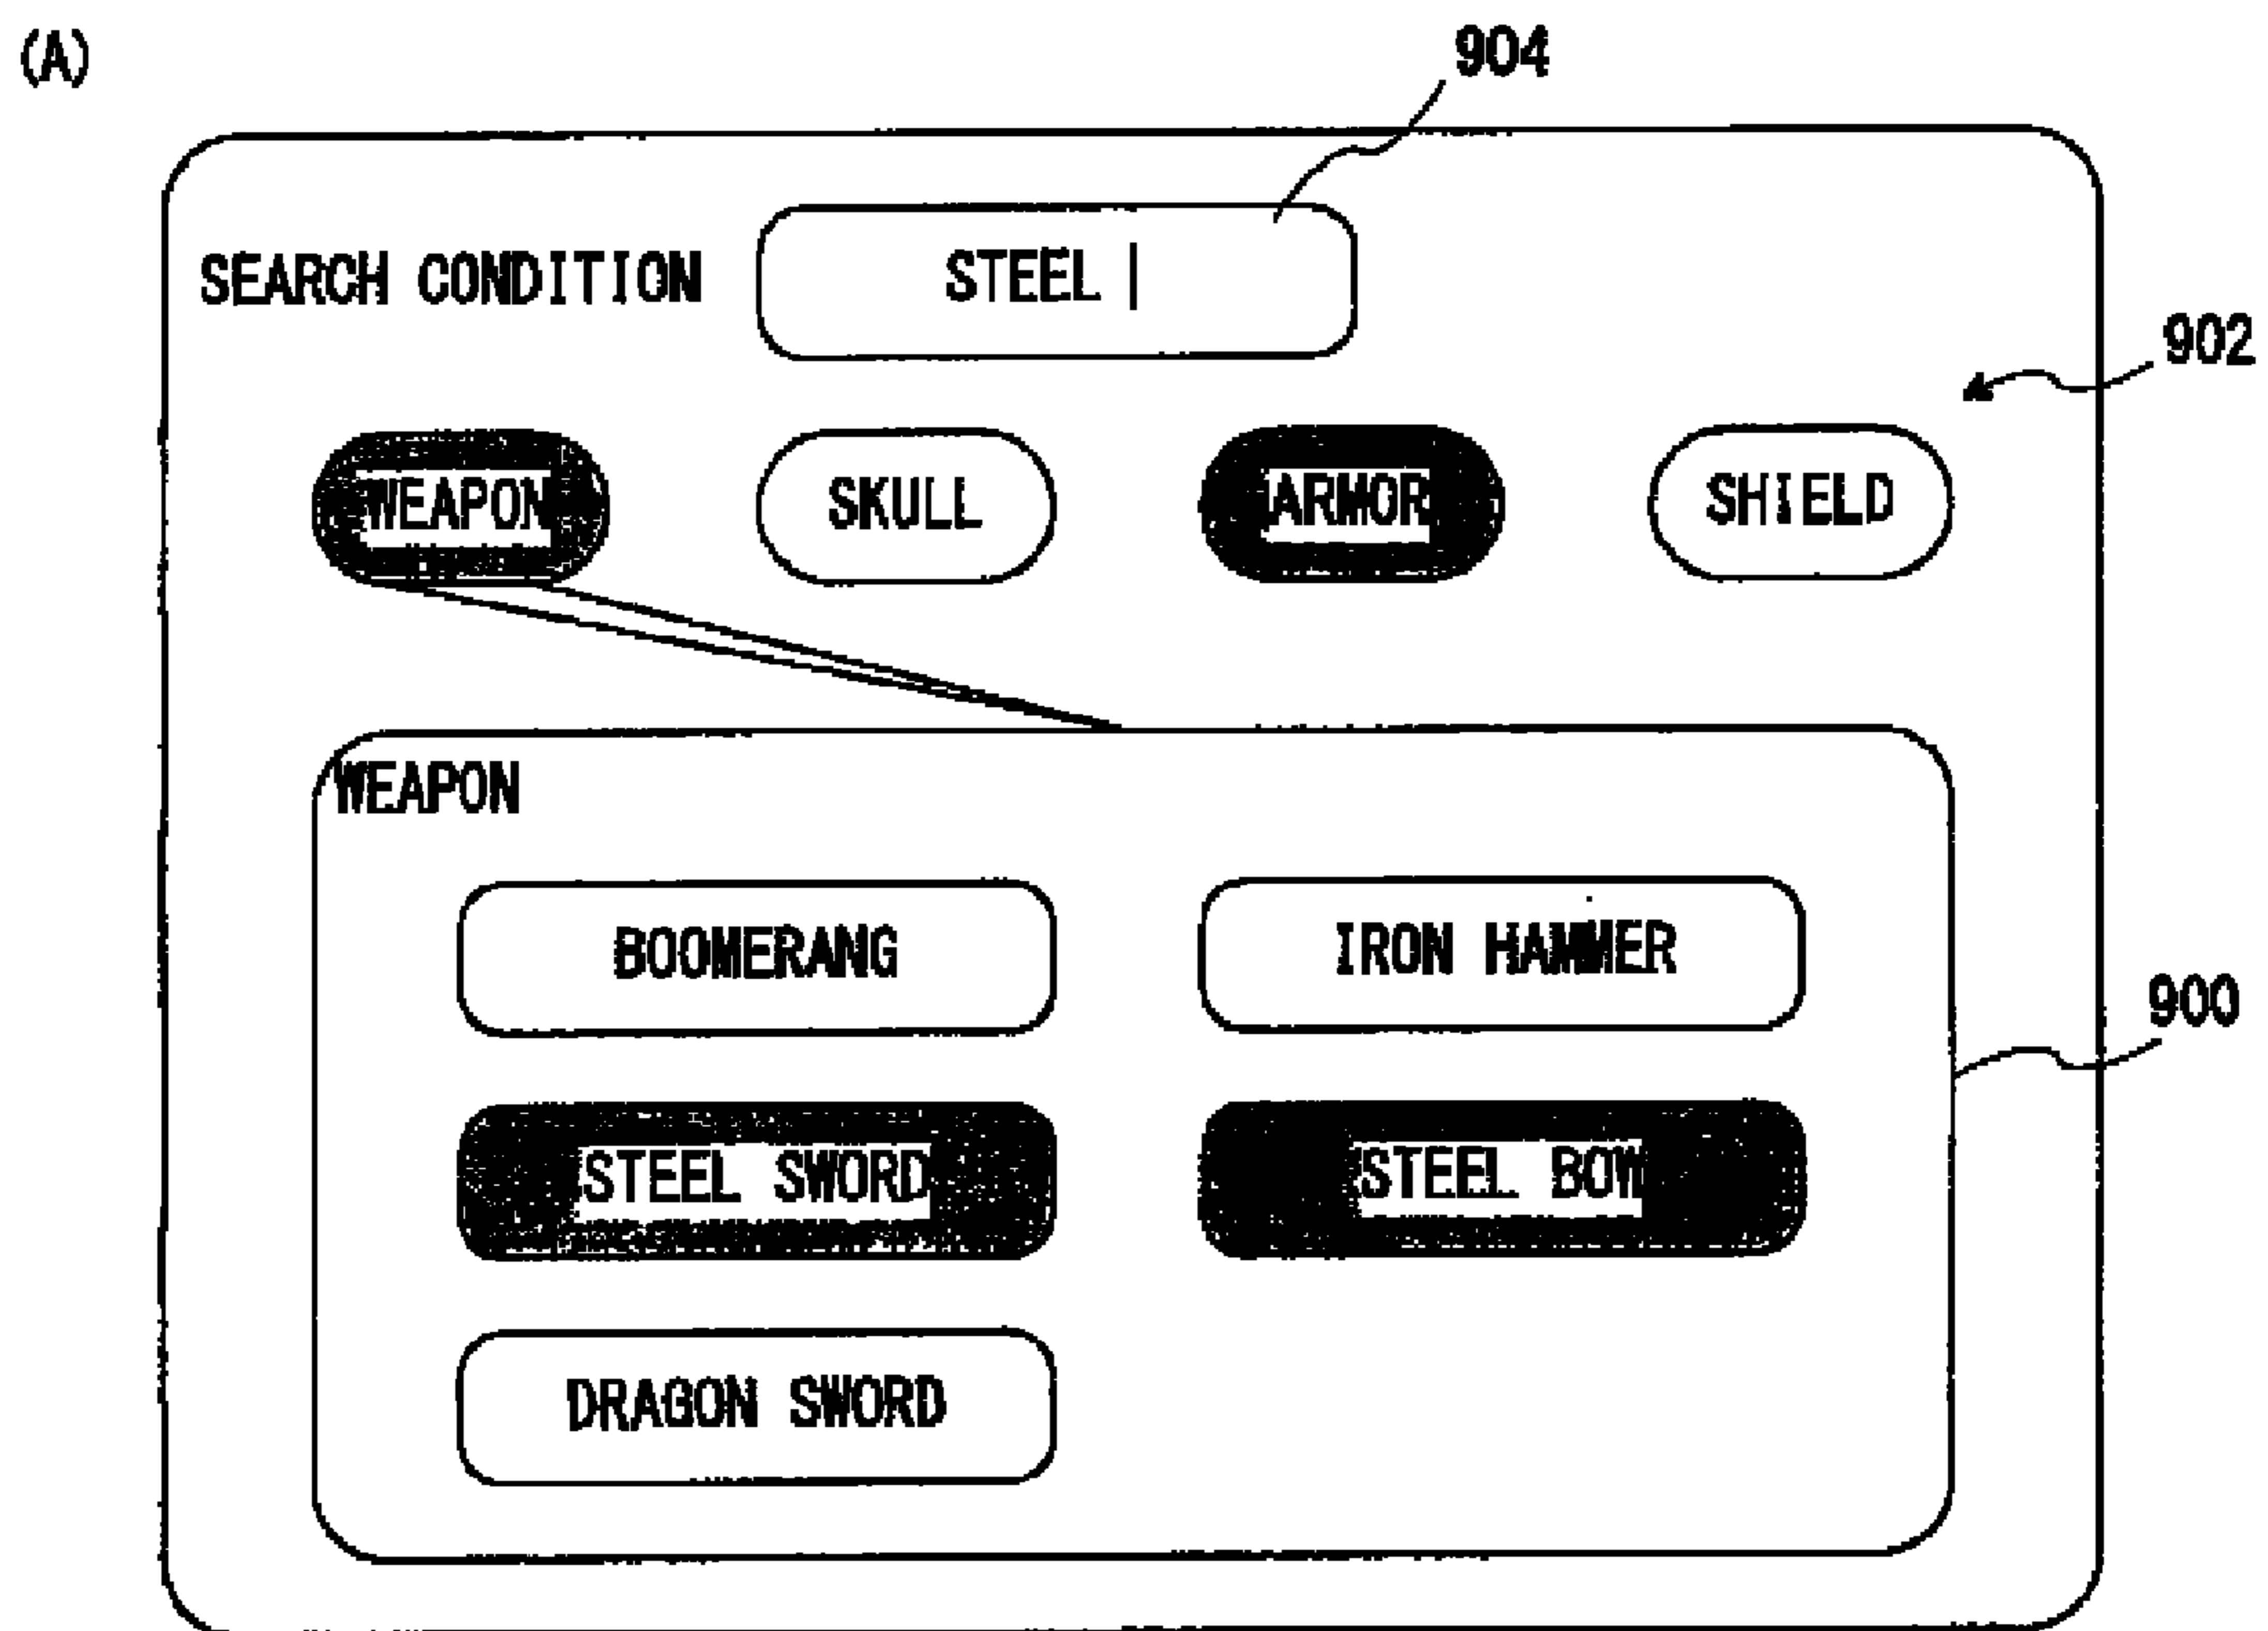 (A)
904
SEARCH CONDITION STEEL
902
WEAPON SKULL ARMOR SHIELD
WEAPON
BOOMERANG IRON HAMMER
900
STEEL SWORD STEEL BOW
DRAGON SWORD